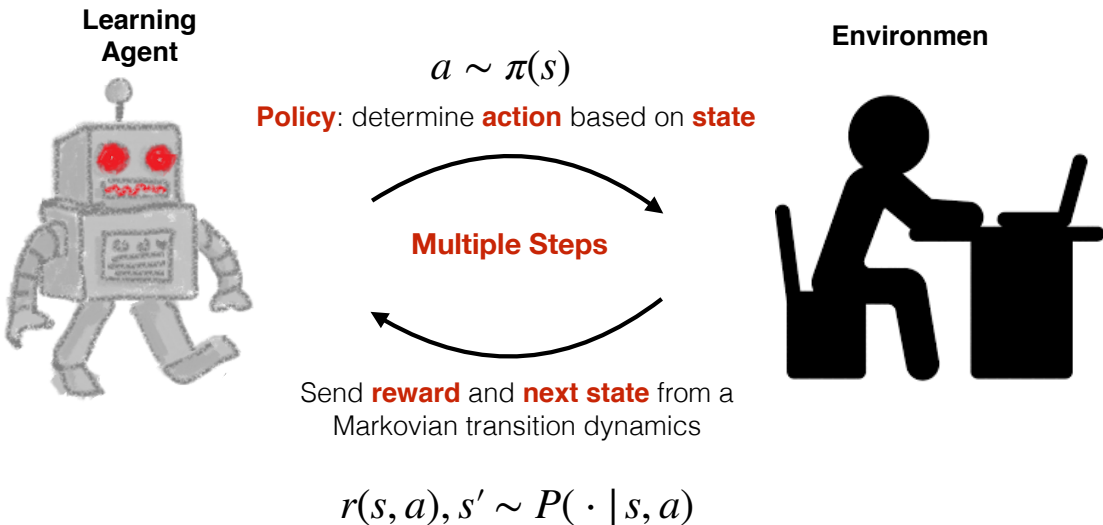 Learning
Agent
Environmen
a ∼ π(s)
Policy: determine action based on state
Multiple Steps
Send reward and next state from a
Markovian transition dynamics
r(s, a), s′ ∼ P( · | s, a)